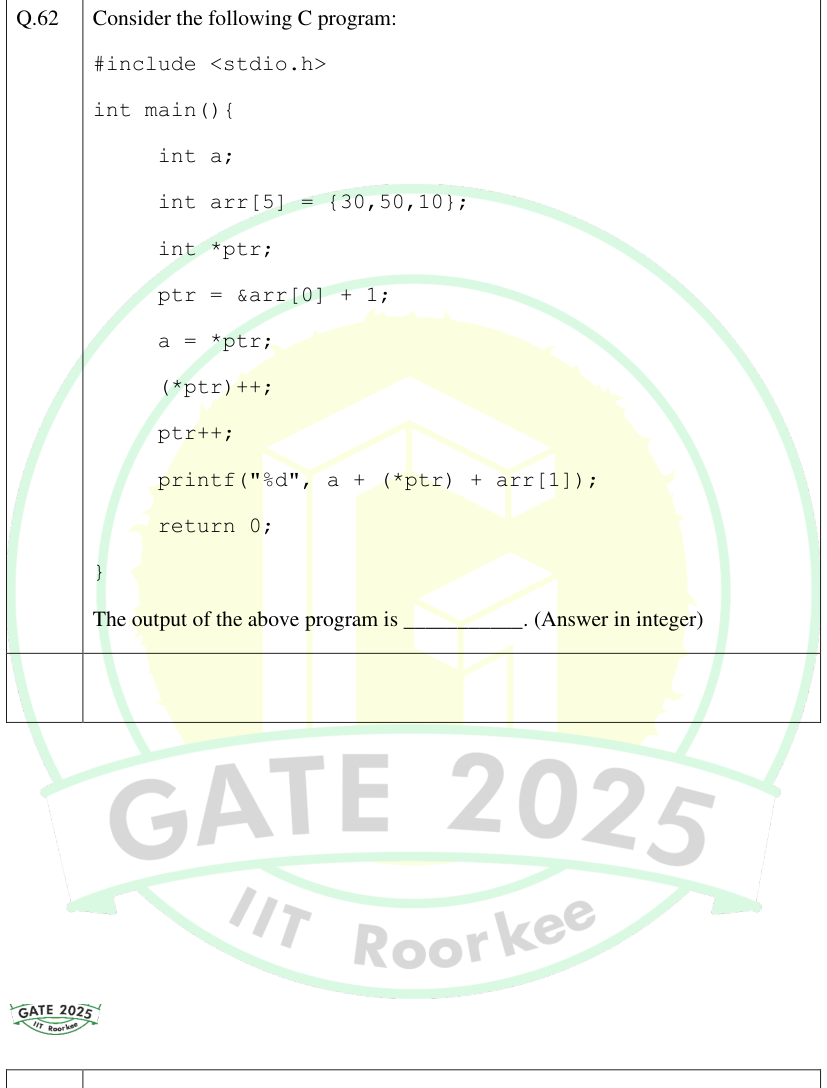 Q.62 Consider the following C program:
#include <stdio.h>
int main(){
int a;
int arr[5] = {30,50,10};
int *ptr;
ptr = &arr[0] + 1;
a = *ptr;
(*ptr)++;
ptr++;
printf("%d", a + (*ptr) + arr[1]);
return 0;
}
The output of the above program is ___________. (Answer in integer)
GATE 2025
IIT Roorkee
GATE 2025
IIT Roorkee